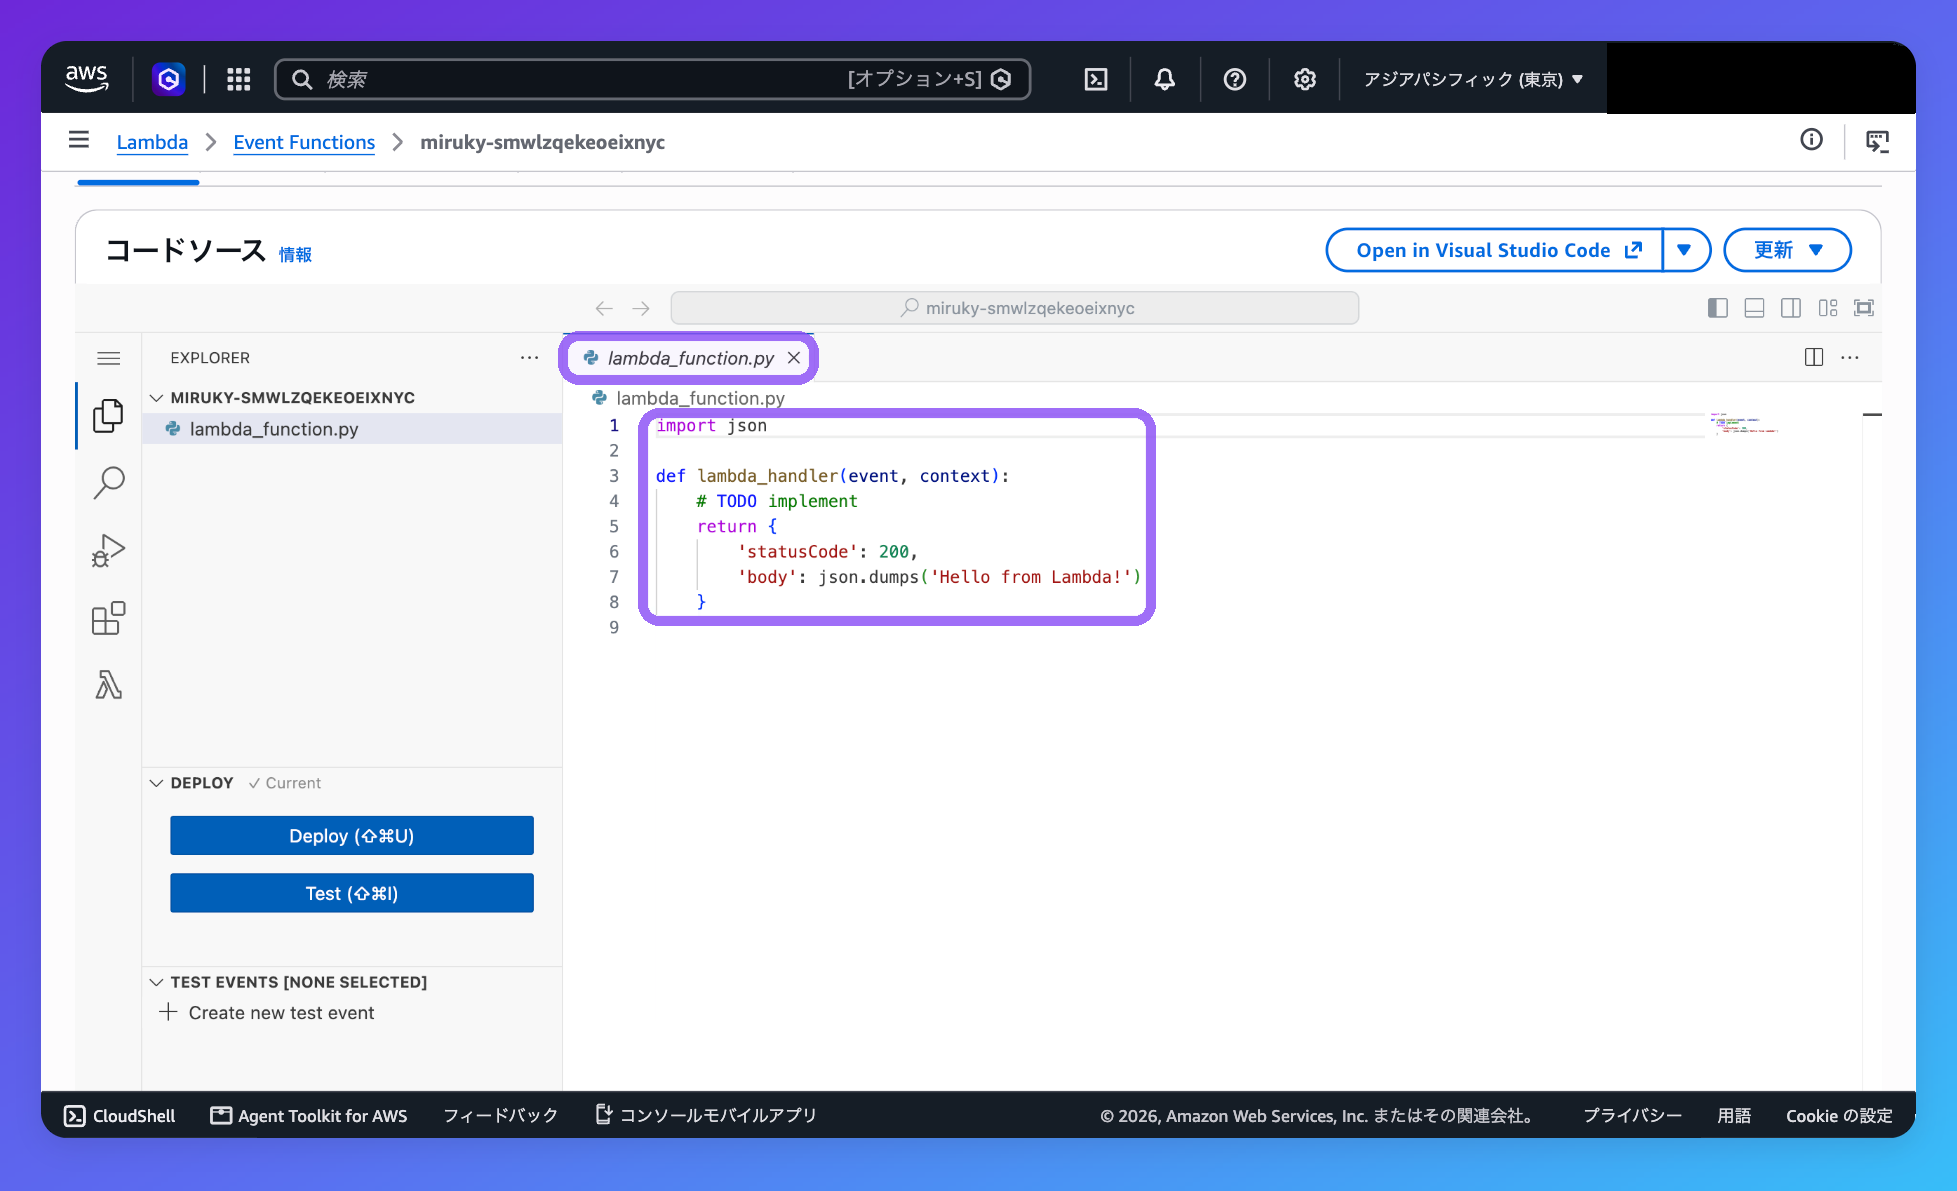 aws
検索 [オプション+S] アジアパシフィック (東京) ▼
Lambda > Event Functions > miruky-smwlzqekeoeixnyc
コードソース 情報
Open in Visual Studio Code ▼ 更新 ▼
miruky-smwlzqekeoeixnyc
EXPLORER ···
MIRUKY-SMWLZQEKEOEIXNYC
lambda_function.py
DEPLOY ✓ Current
Deploy (⇧⌘U)
Test (⇧⌘I)
TEST EVENTS [NONE SELECTED]
+ Create new test event
lambda_function.py ×
lambda_function.py
1 import json
2
3 def lambda_handler(event, context):
4     # TODO implement
5     return {
6         'statusCode': 200,
7         'body': json.dumps('Hello from Lambda!')
8     }
9
CloudShell Agent Toolkit for AWS フィードバック コンソールモバイルアプリ © 2026, Amazon Web Services, Inc. またはその関連会社。 プライバシー 用語 Cookie の設定